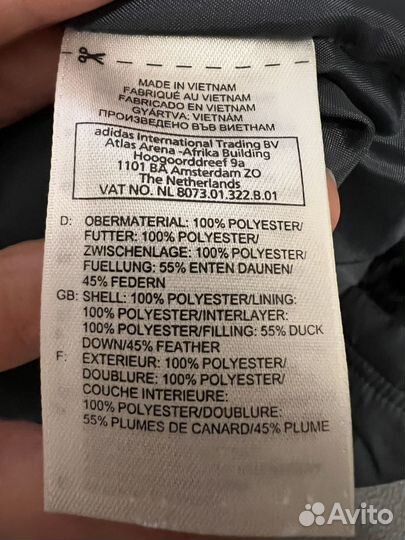 MADE IN VIETNAM
FABRIQUÉ AU VIETNAM
FABRICADO EN VIETNAM
GYÁRTVA: VIETNAM
ПРОИЗВЕДЕНО ВЪВ ВИЕТНАМ
adidas International Trading BV
Atlas Arena -Afrika Building
Hoogoorddreef 9a
1101 BA Amsterdam ZO
The Netherlands
VAT NO. NL 8073.01.322.B.01
D: OBERMATERIAL: 100% POLYESTER/
FUTTER: 100% POLYESTER/
ZWISCHENLAGE: 100% POLYESTER/
FUELLUNG: 55% ENTEN DAUNEN/
45% FEDERN
GB: SHELL: 100% POLYESTER/LINING:
100% POLYESTER/INTERLAYER:
100% POLYESTER/FILLING: 55% DUCK
DOWN/45% FEATHER
F: EXTERIEUR: 100% POLYESTER/
DOUBLURE: 100% POLYESTER/
COUCHE INTERIEURE:
100% POLYESTER/DOUBLURE:
55% PLUMES DE CANARD/45% PLUME
Avito